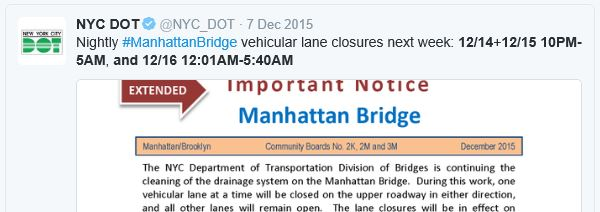 NYC DOT @NYC_DOT · 7 Dec 2015
NEW YORK CITY
DOT
Nightly #ManhattanBridge vehicular lane closures next week: 12/14+12/15 10PM-
5AM, and 12/16 12:01AM-5:40AM
EXTENDED
Important Notice
Manhattan Bridge
Manhattan/Brooklyn Community Boards No. 2K, 2M and 3M December 2015
The NYC Department of Transportation Division of Bridges is continuing the
cleaning of the drainage system on the Manhattan Bridge. During this work, one
vehicular lane at a time will be closed on the upper roadway in either direction,
and all other lanes will remain open. The lane closures will be in effect on